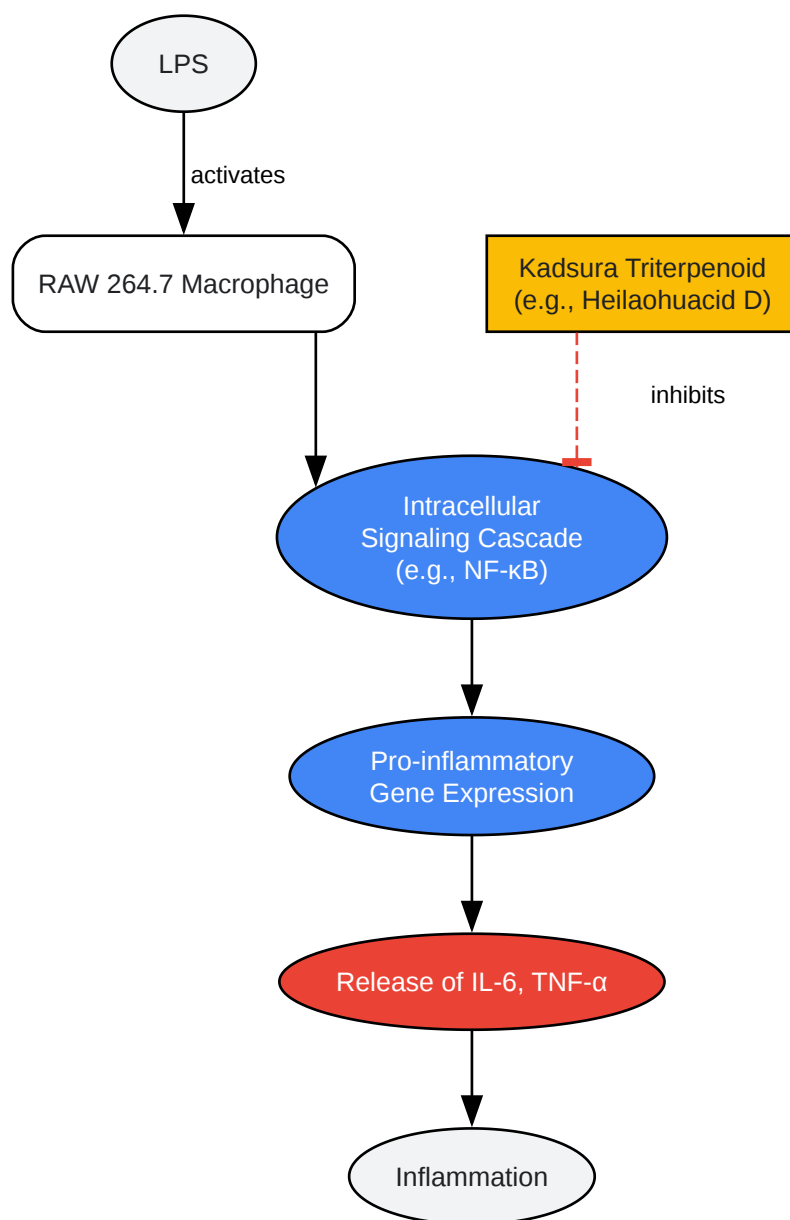 LPS
activates
RAW 264.7 Macrophage
Kadsura Triterpenoid
(e.g., Heilaohuacid D)
inhibits
Intracellular
Signaling Cascade
(e.g., NF-κB)
Pro-inflammatory
Gene Expression
Release of IL-6, TNF-α
Inflammation